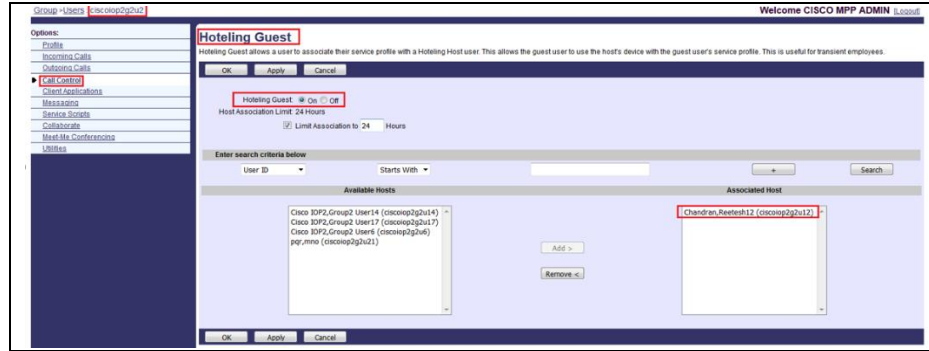 Group >Users : ciscoiop2g2u2
Welcome CISCO MPP ADMIN [Logout]
Options:
Profile
Incoming Calls
Outgoing Calls
Call Control
Client Applications
Messaging
Service Scripts
Collaborate
Meet-Me Conferencing
Utilities
Hoteling Guest
Hoteling Guest allows a user to associate their service profile with a Hoteling Host user. This allows the guest user to use the host's device with the guest user's service profile. This is useful for transient employees.
OK Apply Cancel
Hoteling Guest: On Off
Host Association Limit: 24 Hours
Limit Association to 24 Hours
Enter search criteria below
User ID Starts With + Search
Available Hosts Associated Host
Cisco IOP2,Group2 User14 (ciscoiop2g2u14)
Cisco IOP2,Group2 User17 (ciscoiop2g2u17)
Cisco IOP2,Group2 User6 (ciscoiop2g2u6)
pqr,mno (ciscoiop2g2u21)
Chandran,Reetesh12 (ciscoiop2g2u12)
Add >
Remove <
OK Apply Cancel